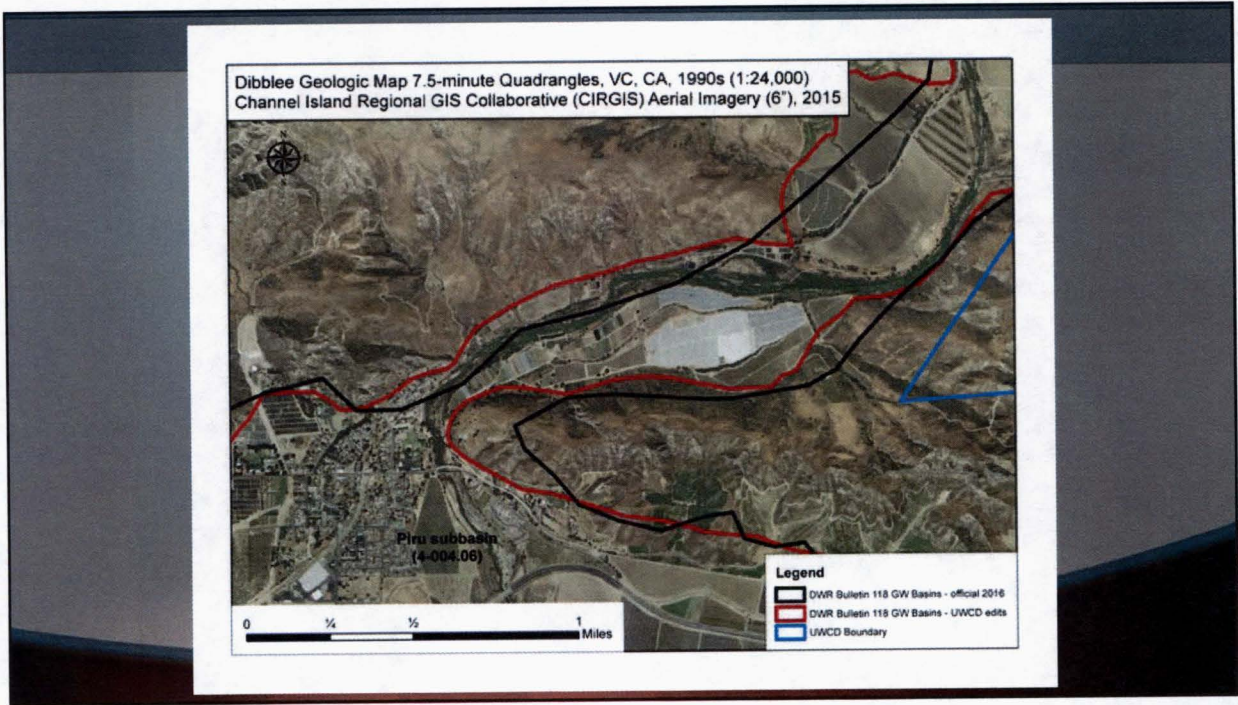 Dibblee Geologic Map 7.5-minute Quadrangles, VC, CA, 1990s (1:24,000)
Channel Island Regional GIS Collaborative (CIRGIS) Aerial Imagery (6"), 2015
N
W E
S
Piru subbasin
(4-004.06)
Legend
DWR Bulletin 118 GW Basins - official 2016
DWR Bulletin 118 GW Basins - UWCD edits
UWCD Boundary
0 ¼ ½ 1
Miles